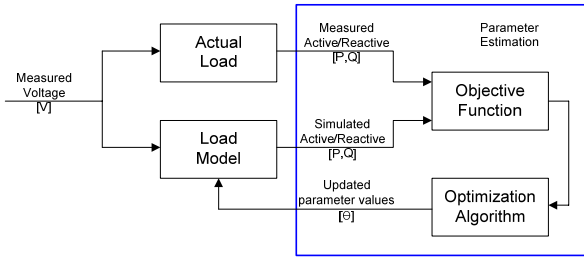 Measured
Voltage
[V]
Actual
Load
Load
Model
Measured
Active/Reactive
[P,Q]
Simulated
Active/Reactive
[P,Q]
Updated
parameter values
[θ]
Parameter
Estimation
Objective
Function
Optimization
Algorithm